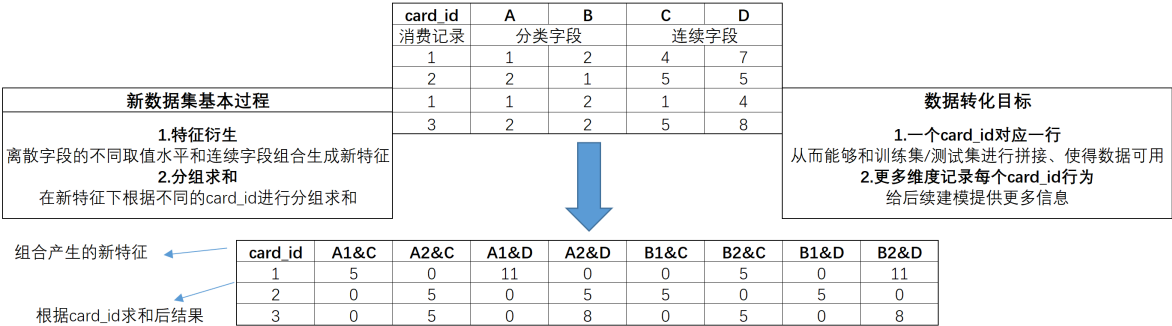 card_id A B C D
消费记录 分类字段 连续字段
1 1 2 4 7
2 2 1 5 5
1 1 2 1 4
3 2 2 5 8
新数据集基本过程
1.特征衍生
离散字段的不同取值水平和连续字段组合生成新特征
2.分组求和
在新特征下根据不同的card_id进行分组求和
数据转化目标
1.一个card_id对应一行
从而能够和训练集/测试集进行拼接、使得数据可用
2.更多维度记录每个card_id行为
给后续建模提供更多信息
组合产生的新特征
根据card_id求和后结果
card_id A1&C A2&C A1&D A2&D B1&C B2&C B1&D B2&D
1 5 0 11 0 0 5 0 11
2 0 5 0 5 5 0 5 0
3 0 5 0 8 0 5 0 8